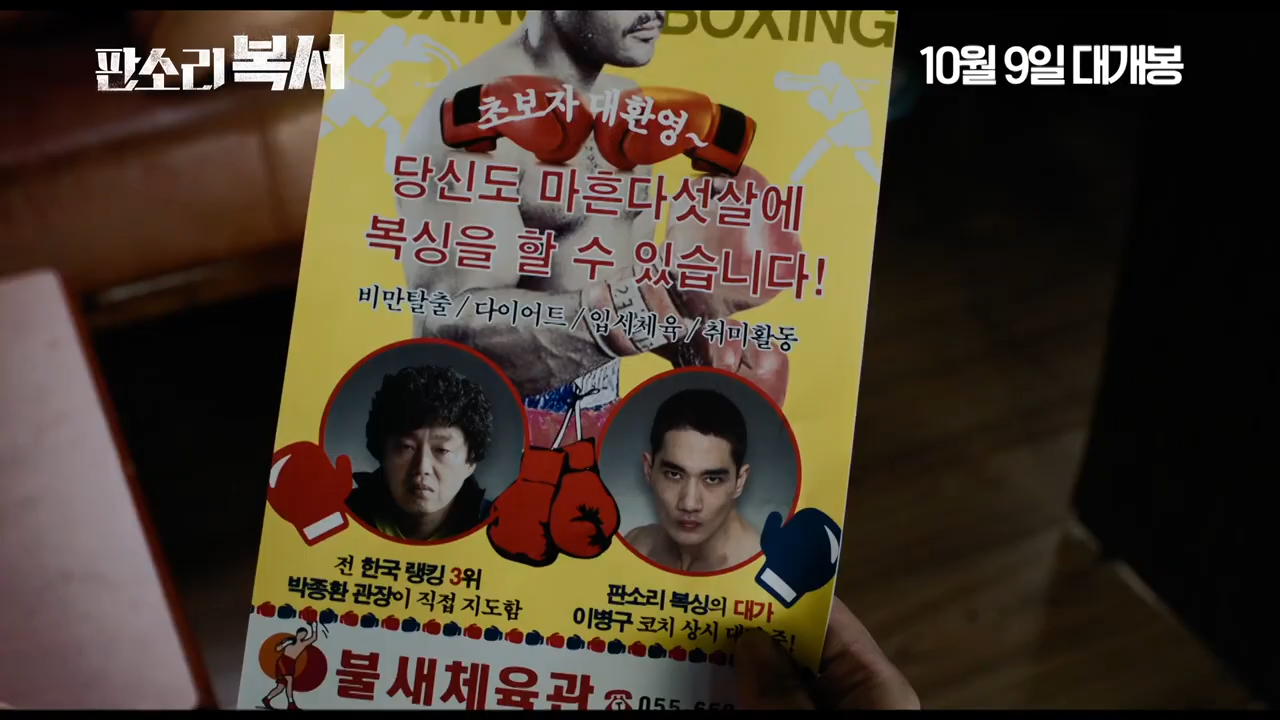 판소리 복서
10월 9일 대개봉
BOXING
초보자 대환영~
당신도 마흔다섯살에
복싱을 할 수 있습니다!
비만탈출/다이어트/입시체육/취미활동
전 한국 랭킹 3위
박종환 관장이 직접 지도함
판소리 복싱의 대가
이병구 코치 상시
불새체육관 ☎055